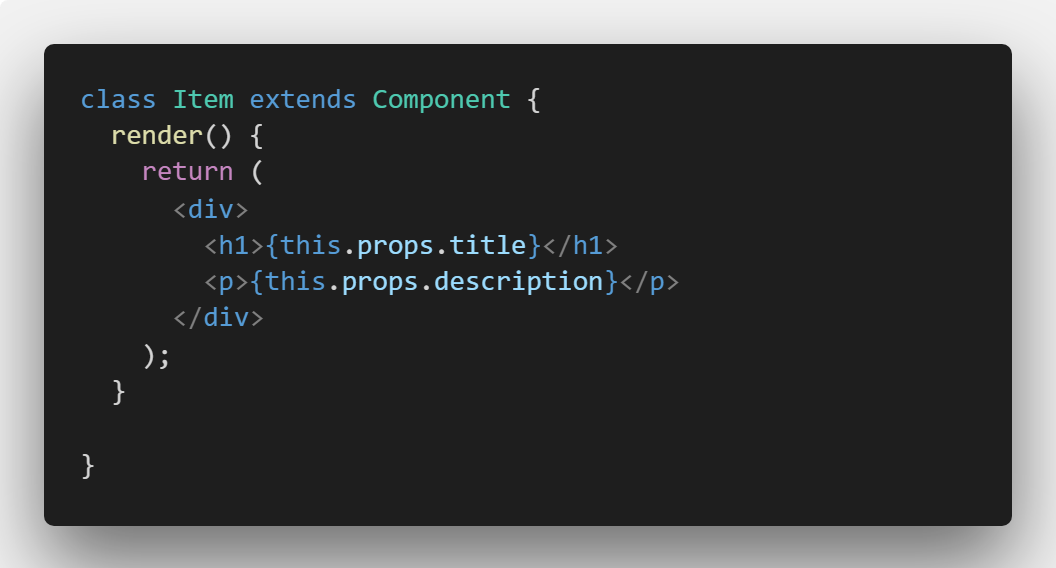 class Item extends Component {
  render() {
    return (
      <div>
        <h1>{this.props.title}</h1>
        <p>{this.props.description}</p>
      </div>
    );
  }

}